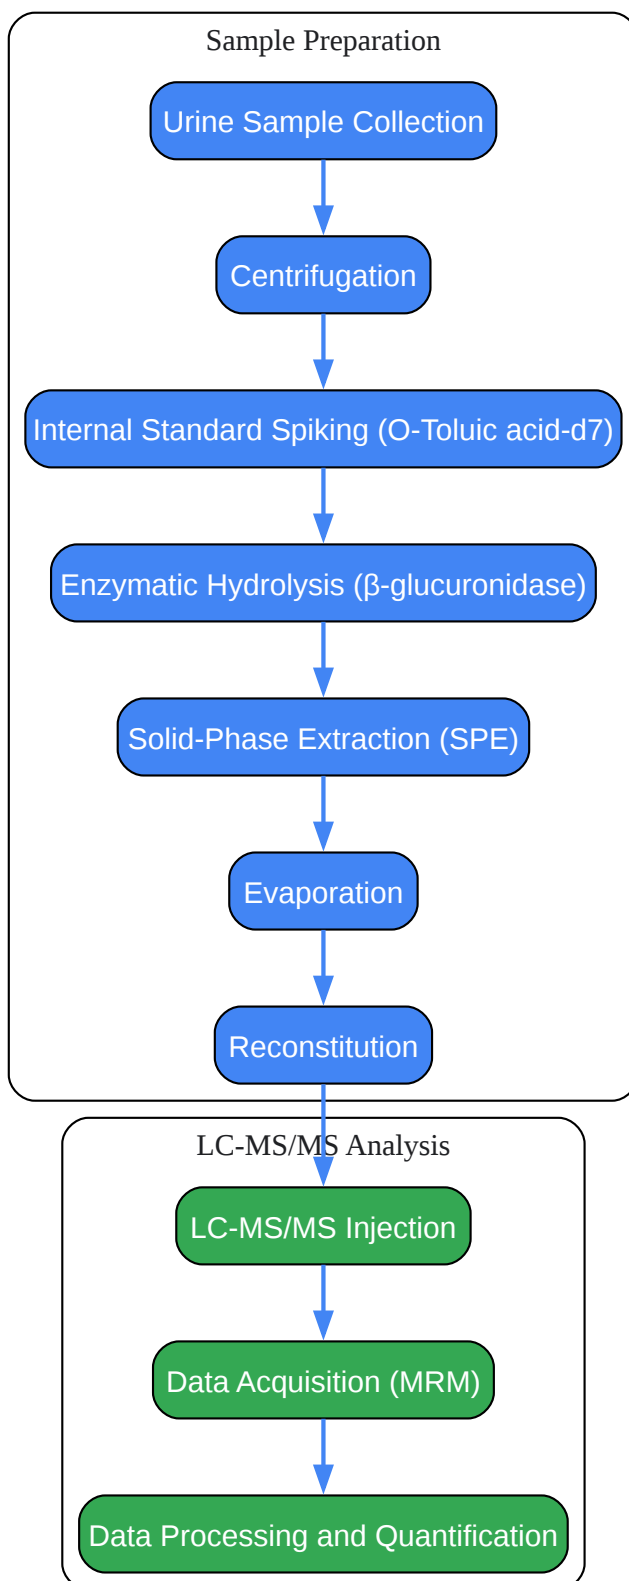 Sample Preparation
Urine Sample Collection
Centrifugation
Internal Standard Spiking (O-Toluic acid-d7)
Enzymatic Hydrolysis (β-glucuronidase)
Solid-Phase Extraction (SPE)
Evaporation
Reconstitution
LC-MS/MS Analysis
LC-MS/MS Injection
Data Acquisition (MRM)
Data Processing and Quantification